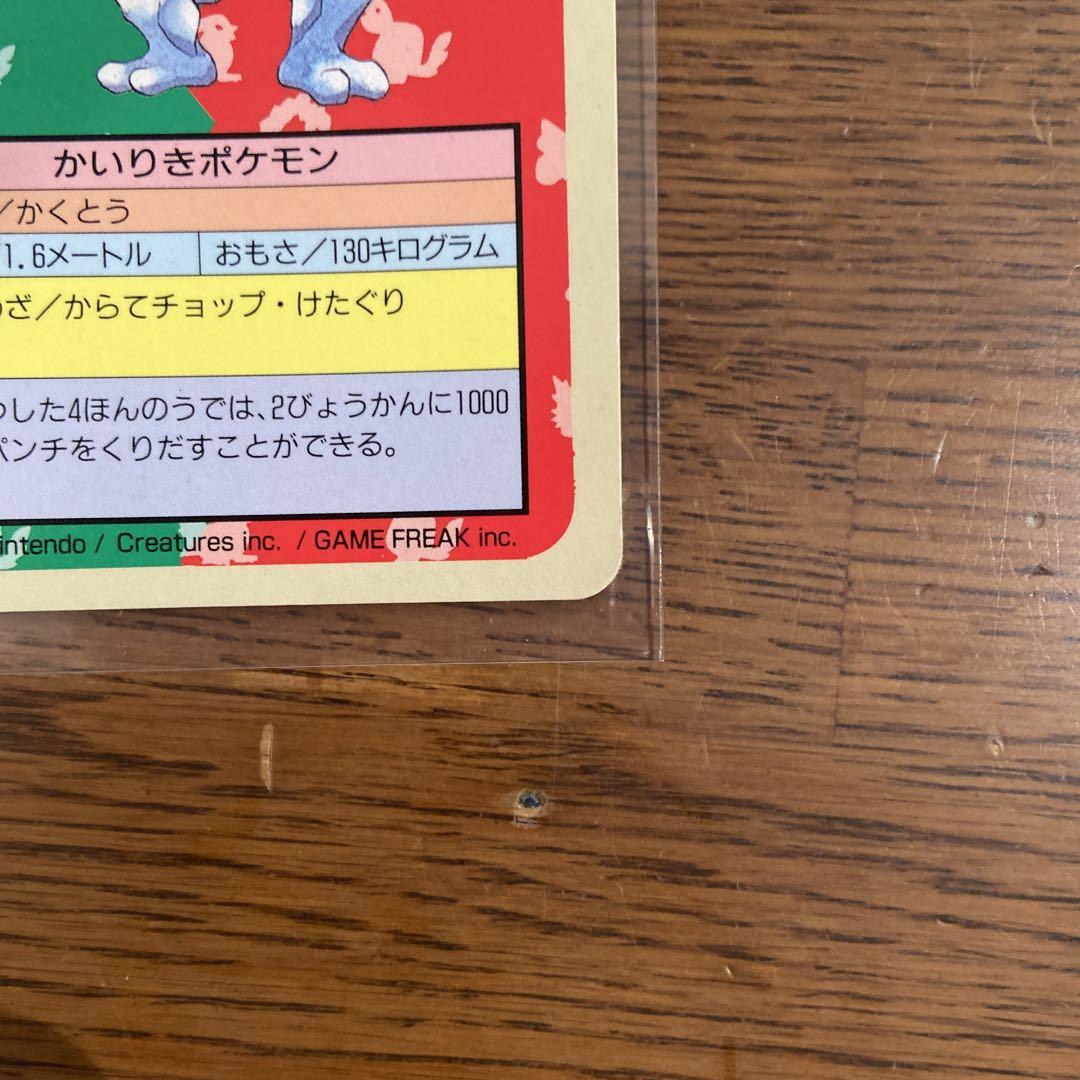 かいりきポケモン
／かくとう
1.6メートル おもさ／130キログラム
ざ／からてチョップ・けたぐり
した4ほんのうでは、2びょうかんに1000
パンチをくりだすことができる。
intendo / Creatures inc. / GAME FREAK inc.